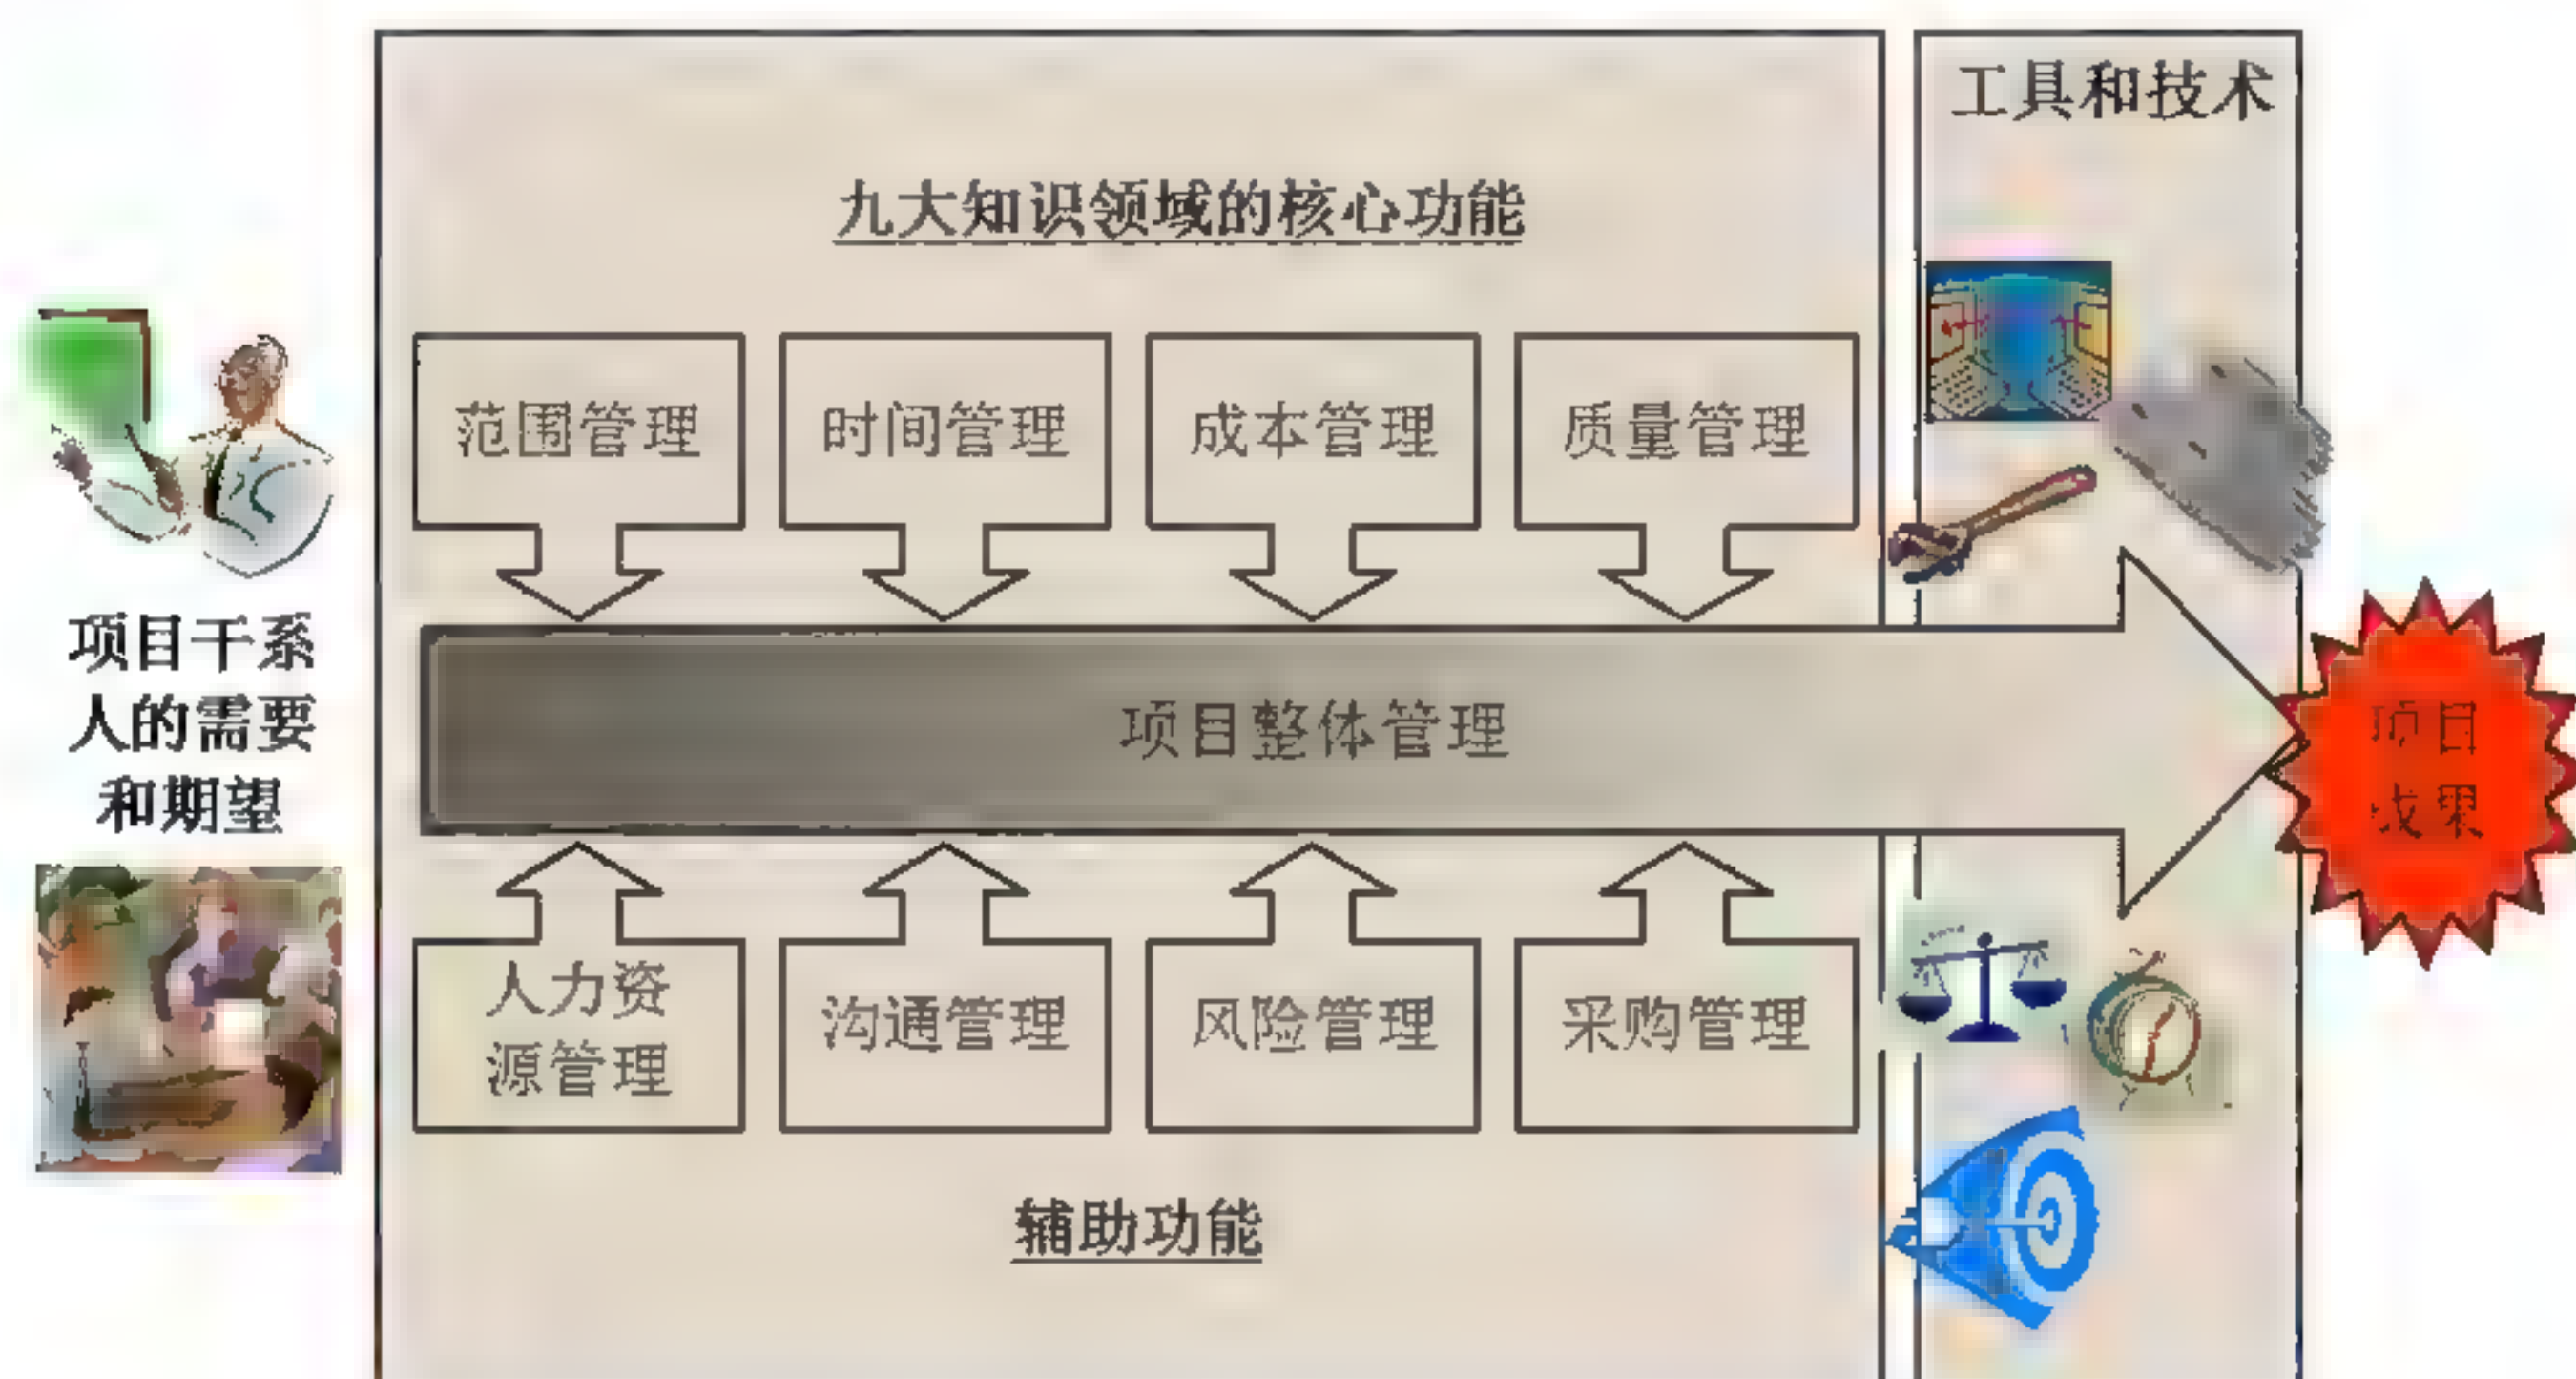 工具和技术
九大知识领域的核心功能
范围管理
时间管理
成本管理
质量管理
项目干系
人的需要
和期望
项目整体管理
项目
成果
人力资
源管理
沟通管理
风险管理
采购管理
辅助功能